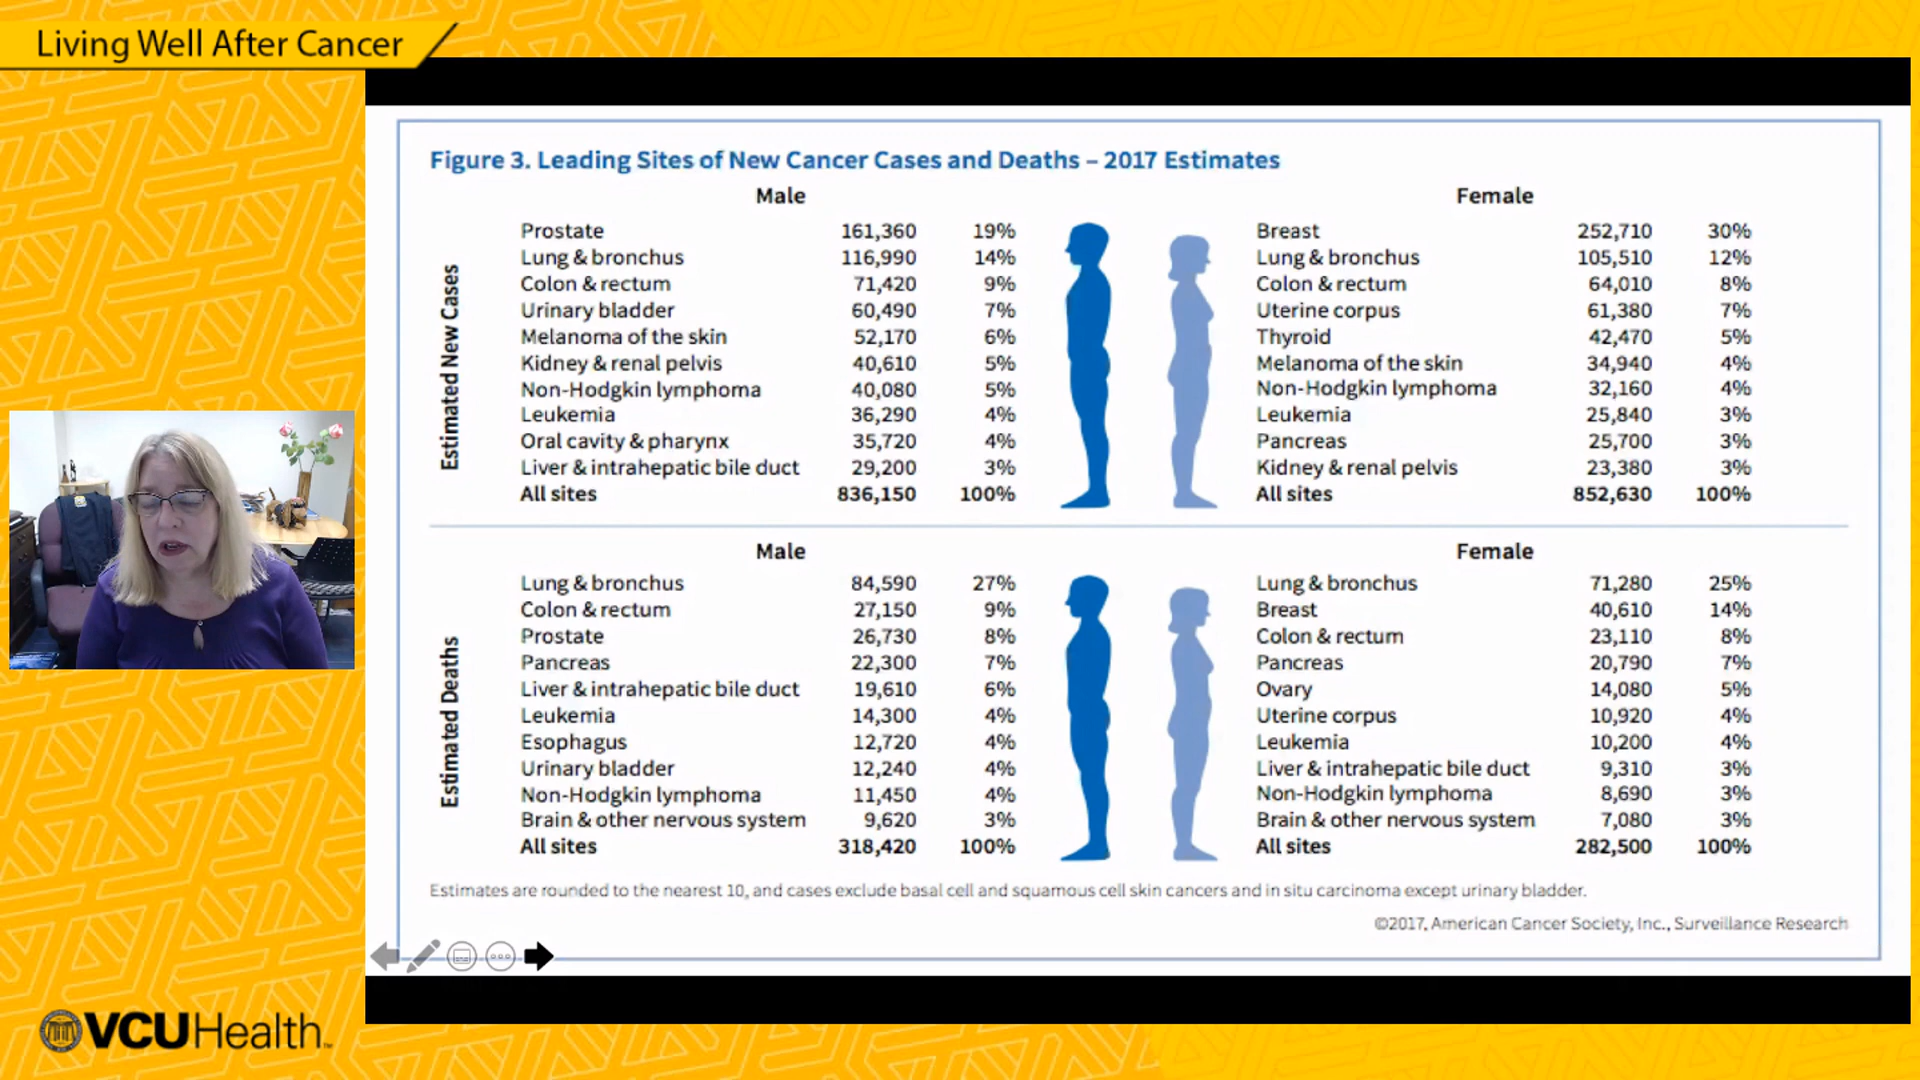 Living Well After Cancer
Figure 3. Leading Sites of New Cancer Cases and Deaths – 2017 Estimates
Male Female
Estimated New Cases
Prostate 161,360 19% Breast 252,710 30%
Lung & bronchus 116,990 14% Lung & bronchus 105,510 12%
Colon & rectum 71,420 9% Colon & rectum 64,010 8%
Urinary bladder 60,490 7% Uterine corpus 61,380 7%
Melanoma of the skin 52,170 6% Thyroid 42,470 5%
Kidney & renal pelvis 40,610 5% Melanoma of the skin 34,940 4%
Non-Hodgkin lymphoma 40,080 5% Non-Hodgkin lymphoma 32,160 4%
Leukemia 36,290 4% Leukemia 25,840 3%
Oral cavity & pharynx 35,720 4% Pancreas 25,700 3%
Liver & intrahepatic bile duct 29,200 3% Kidney & renal pelvis 23,380 3%
All sites 836,150 100% All sites 852,630 100%
Male Female
Estimated Deaths
Lung & bronchus 84,590 27% Lung & bronchus 71,280 25%
Colon & rectum 27,150 9% Breast 40,610 14%
Prostate 26,730 8% Colon & rectum 23,110 8%
Pancreas 22,300 7% Pancreas 20,790 7%
Liver & intrahepatic bile duct 19,610 6% Ovary 14,080 5%
Leukemia 14,300 4% Uterine corpus 10,920 4%
Esophagus 12,720 4% Leukemia 10,200 4%
Urinary bladder 12,240 4% Liver & intrahepatic bile duct 9,310 3%
Non-Hodgkin lymphoma 11,450 4% Non-Hodgkin lymphoma 8,690 3%
Brain & other nervous system 9,620 3% Brain & other nervous system 7,080 3%
All sites 318,420 100% All sites 282,500 100%
Estimates are rounded to the nearest 10, and cases exclude basal cell and squamous cell skin cancers and in situ carcinoma except urinary bladder.
©2017, American Cancer Society, Inc., Surveillance Research
VCUHealth™